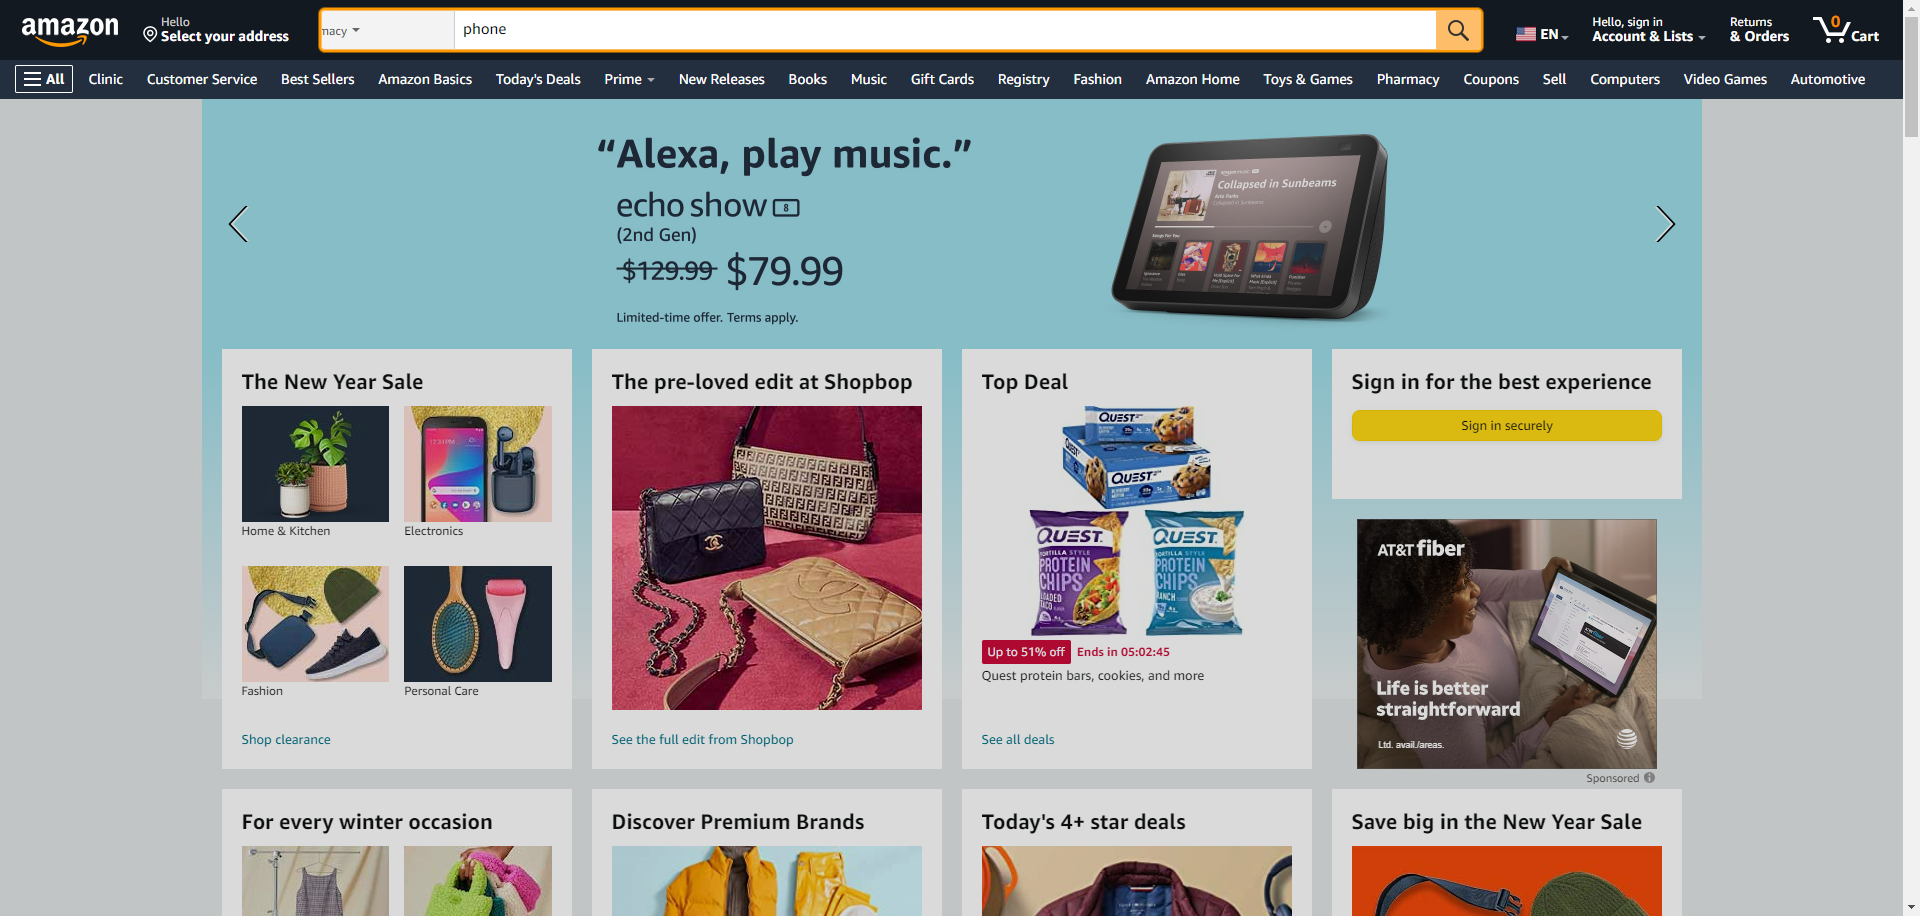 amazon
Hello
Select your address
macy
phone
EN
Hello, sign in
Account & Lists
Returns
& Orders
0
Cart
All
Clinic
Customer Service
Best Sellers
Amazon Basics
Today's Deals
Prime
New Releases
Books
Music
Gift Cards
Registry
Fashion
Amazon Home
Toys & Games
Pharmacy
Coupons
Sell
Computers
Video Games
Automotive
“Alexa, play music.”
echo show 8
(2nd Gen)
$129.99 $79.99
Limited-time offer. Terms apply.
Collapsed in Sunbeams
The New Year Sale
Home & Kitchen
Electronics
Fashion
Personal Care
Shop clearance
The pre-loved edit at Shopbop
See the full edit from Shopbop
Top Deal
QUEST
QUEST
QUEST
TORTILLA STYLE
PROTEIN
CHIPS
LOADED
TACO
QUEST
TORTILLA STYLE
PROTEIN
CHIPS
RANCH
Up to 51% off
Ends in 05:02:45
Quest protein bars, cookies, and more
See all deals
Sign in for the best experience
Sign in securely
AT&T fiber
Life is better
straightforward
Ltd. avail./areas.
Sponsored
For every winter occasion
Discover Premium Brands
Today's 4+ star deals
Save big in the New Year Sale